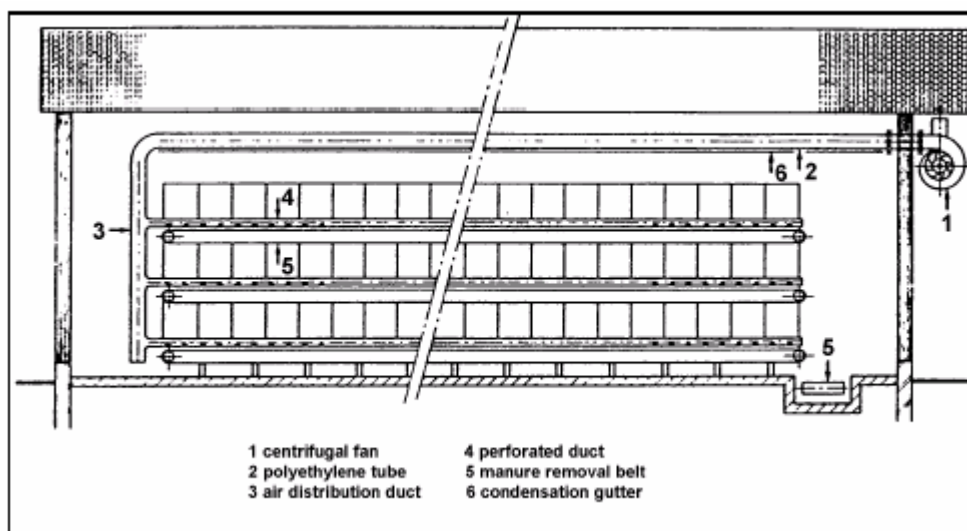 6 2
1
4
3
5
5
1 centrifugal fan 4 perforated duct
2 polyethylene tube 5 manure removal belt
3 air distribution duct 6 condensation gutter